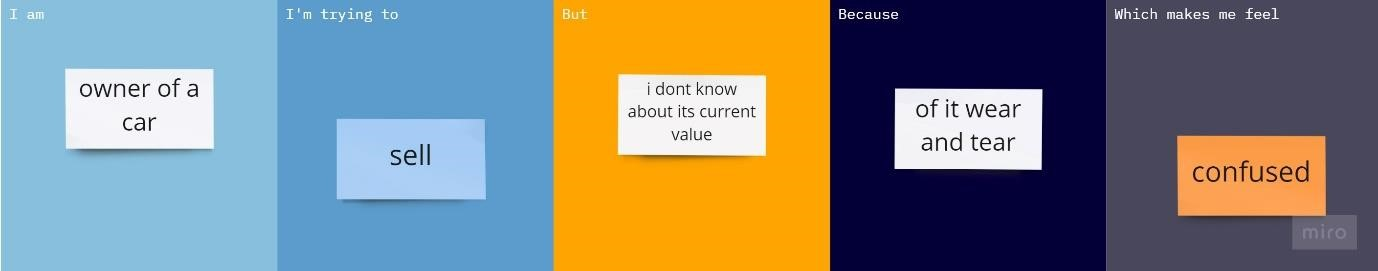 I am
owner of a
car
I'm trying to
sell
But
i dont know
about its current
value
Because
of it wear
and tear
Which makes me feel
confused
miro